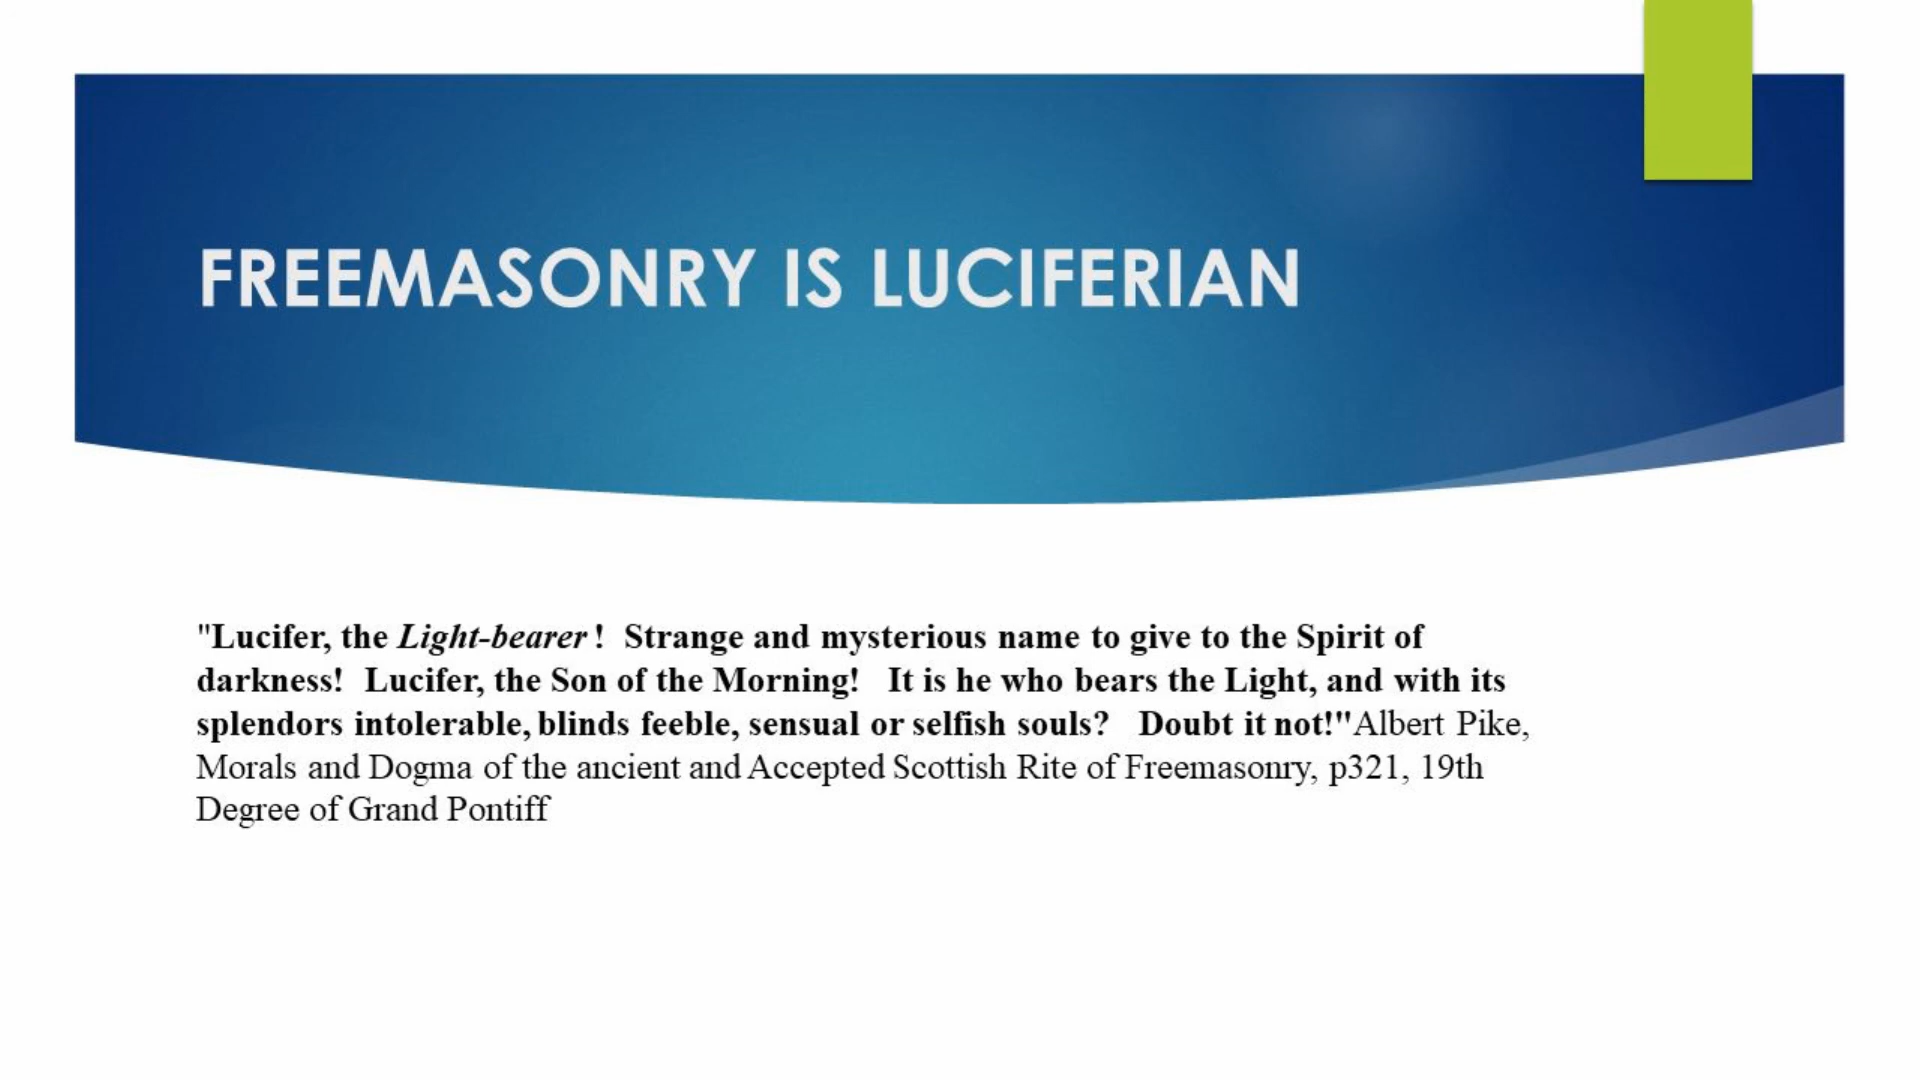 FREEMASONRY IS LUCIFERIAN
"Lucifer, the Light-bearer ! Strange and mysterious name to give to the Spirit of
darkness! Lucifer, the Son of the Morning! It is he who bears the Light, and with its
splendors intolerable, blinds feeble, sensual or selfish souls? Doubt it not!"Albert Pike,
Morals and Dogma of the ancient and Accepted Scottish Rite of Freemasonry, p321, 19th
Degree of Grand Pontiff